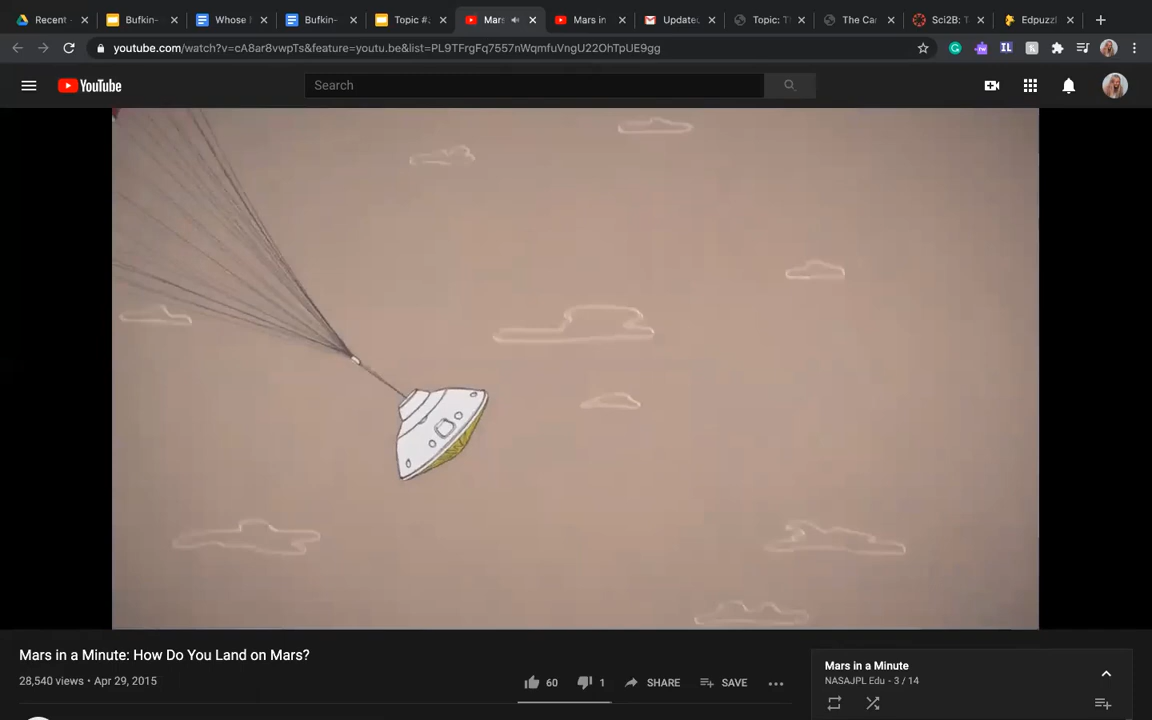 Recent -
Bufkin-
Whose
Bufkin-
Topic #
Mars
Mars in
Update
Topic: T
The Ca
Sci2B: T
Edpuzzl
youtube.com/watch?v=cA8ar8vwpTs&feature=youtu.be&list=PL9TFrgFq7557nWqmfuVngU22OhTpUE9gg
IL
YouTube
Search
Mars in a Minute: How Do You Land on Mars?
28,540 views • Apr 29, 2015
60
1
SHARE
SAVE
Mars in a Minute
NASAJPL Edu - 3 / 14